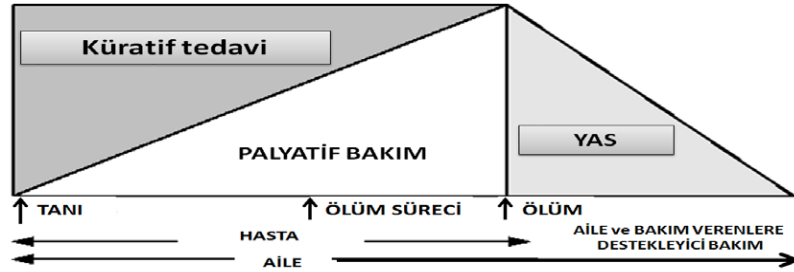 Küratif tedavi
PALYATİF BAKIM
YAS
TANI
ÖLÜM SÜRECİ
ÖLÜM
HASTA
AİLE ve BAKIM VERENLERE
DESTEKLEYİCİ BAKIM
AİLE